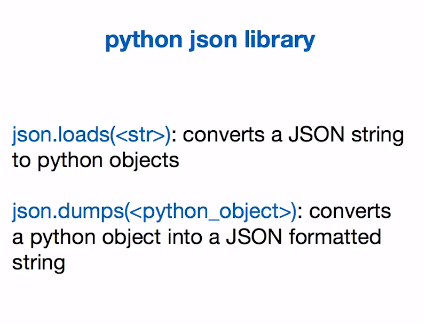 python json library
json.loads(<str>): converts a JSON string
to python objects
json.dumps(<python_object>): converts
a python object into a JSON formatted
string